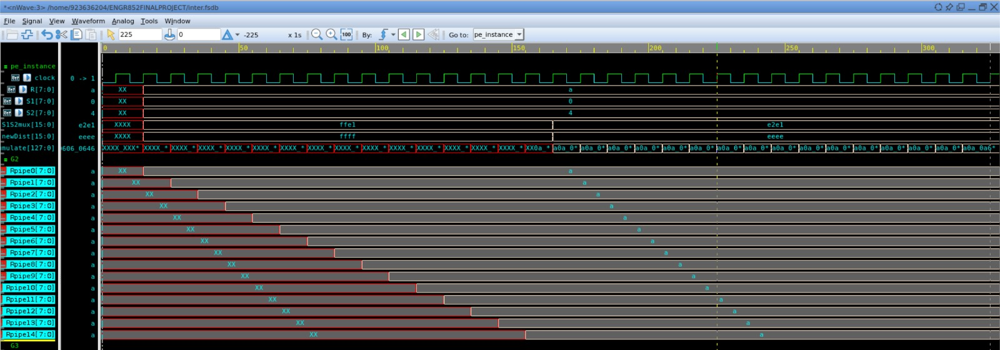 *<nWave:3> /home/923636204/ENGR852FINALPROJECT/inter.fsdb
File Signal View Waveform Analog Tools Window
225 0 -225 x 1s 100 By: Go to: pe_instance
0 50 100 150 200 250 300
pe_instance
clock 0 -> 1
R[7:0] a XX a
S1[7:0] 0 XX 0
S2[7:0] 4 XX 4
S1S2mux[15:0] e2e1 XXXX ffe1 e2e1
newDist[15:0] eeee XXXX ffff eeee
mulate[127:0] 0606_0646 XXXX_XXX* XXXX_* XXXX_* XXXX_* XXXX_* XXXX_* XXXX_* XXXX_* XXXX_* XXXX_* XXXX_* XXXX_* XXXX_* XXXX_* XXXX_* XX0a_* a0a_0* a0a_0* a0a_0* a0a_0* a0a_0* a0a_0* a0a_0* a0a_0* a0a_0* a0a_0* a0a_0* a0a_0* a0a_0* a0a_0* a0a_0* a0a_0a6*
G2
Rpipe0[7:0] a XX a
Rpipe1[7:0] a XX a
Rpipe2[7:0] a XX a
Rpipe3[7:0] a XX a
Rpipe4[7:0] a XX a
Rpipe5[7:0] a XX a
Rpipe6[7:0] a XX a
Rpipe7[7:0] a XX a
Rpipe8[7:0] a XX a
Rpipe9[7:0] a XX a
Rpipe10[7:0] a XX a
Rpipe11[7:0] a XX a
Rpipe12[7:0] a XX a
Rpipe13[7:0] a XX a
Rpipe14[7:0] a XX a
G3